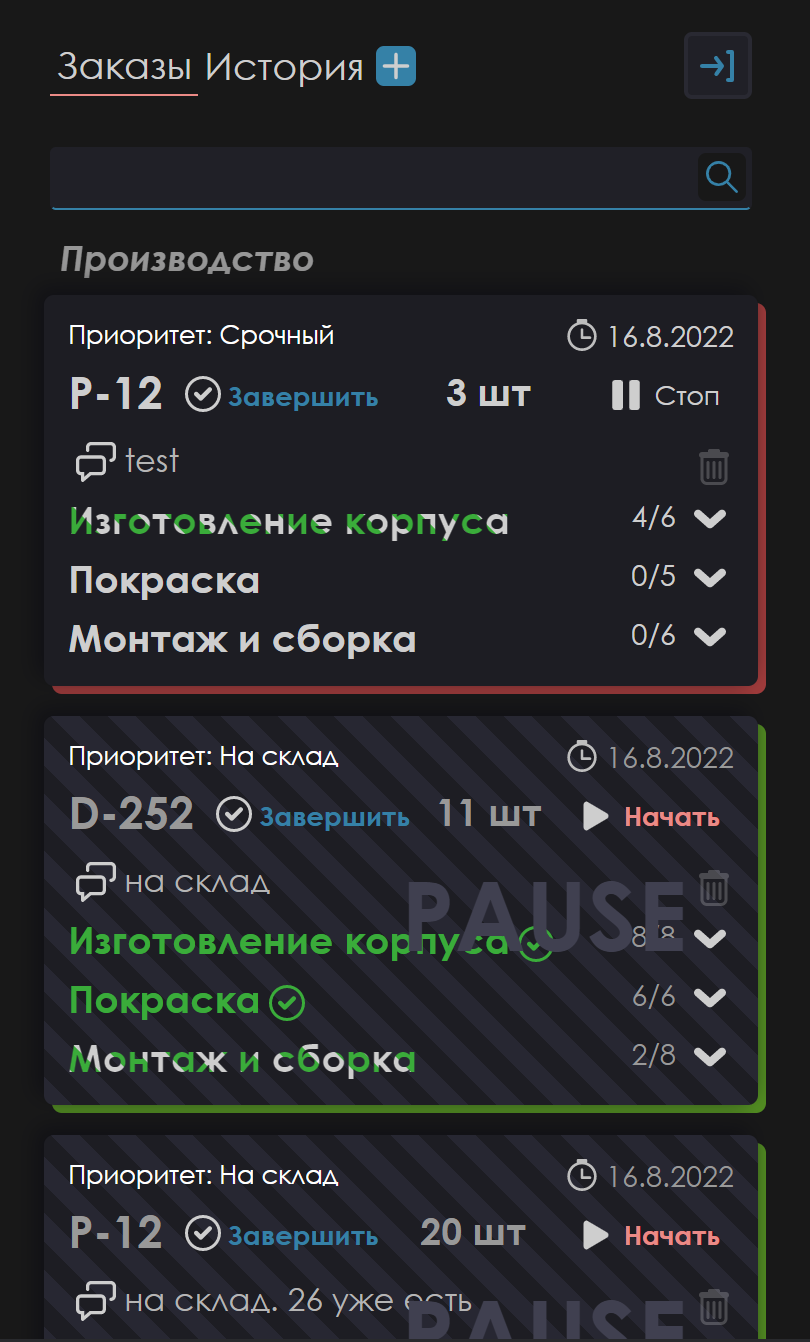 Заказы История
Производство
Приоритет: Срочный 16.8.2022
P-12 Завершить 3 шт Стоп
test
Изготовление корпуса 4/6
Покраска 0/5
Монтаж и сборка 0/6
Приоритет: На склад 16.8.2022
D-252 Завершить 11 шт Начать
на склад
PAUSE
Изготовление корпуса 8/8
Покраска 6/6
Монтаж и сборка 2/8
Приоритет: На склад 16.8.2022
P-12 Завершить 20 шт Начать
на склад. 26 уже есть
PAUSE